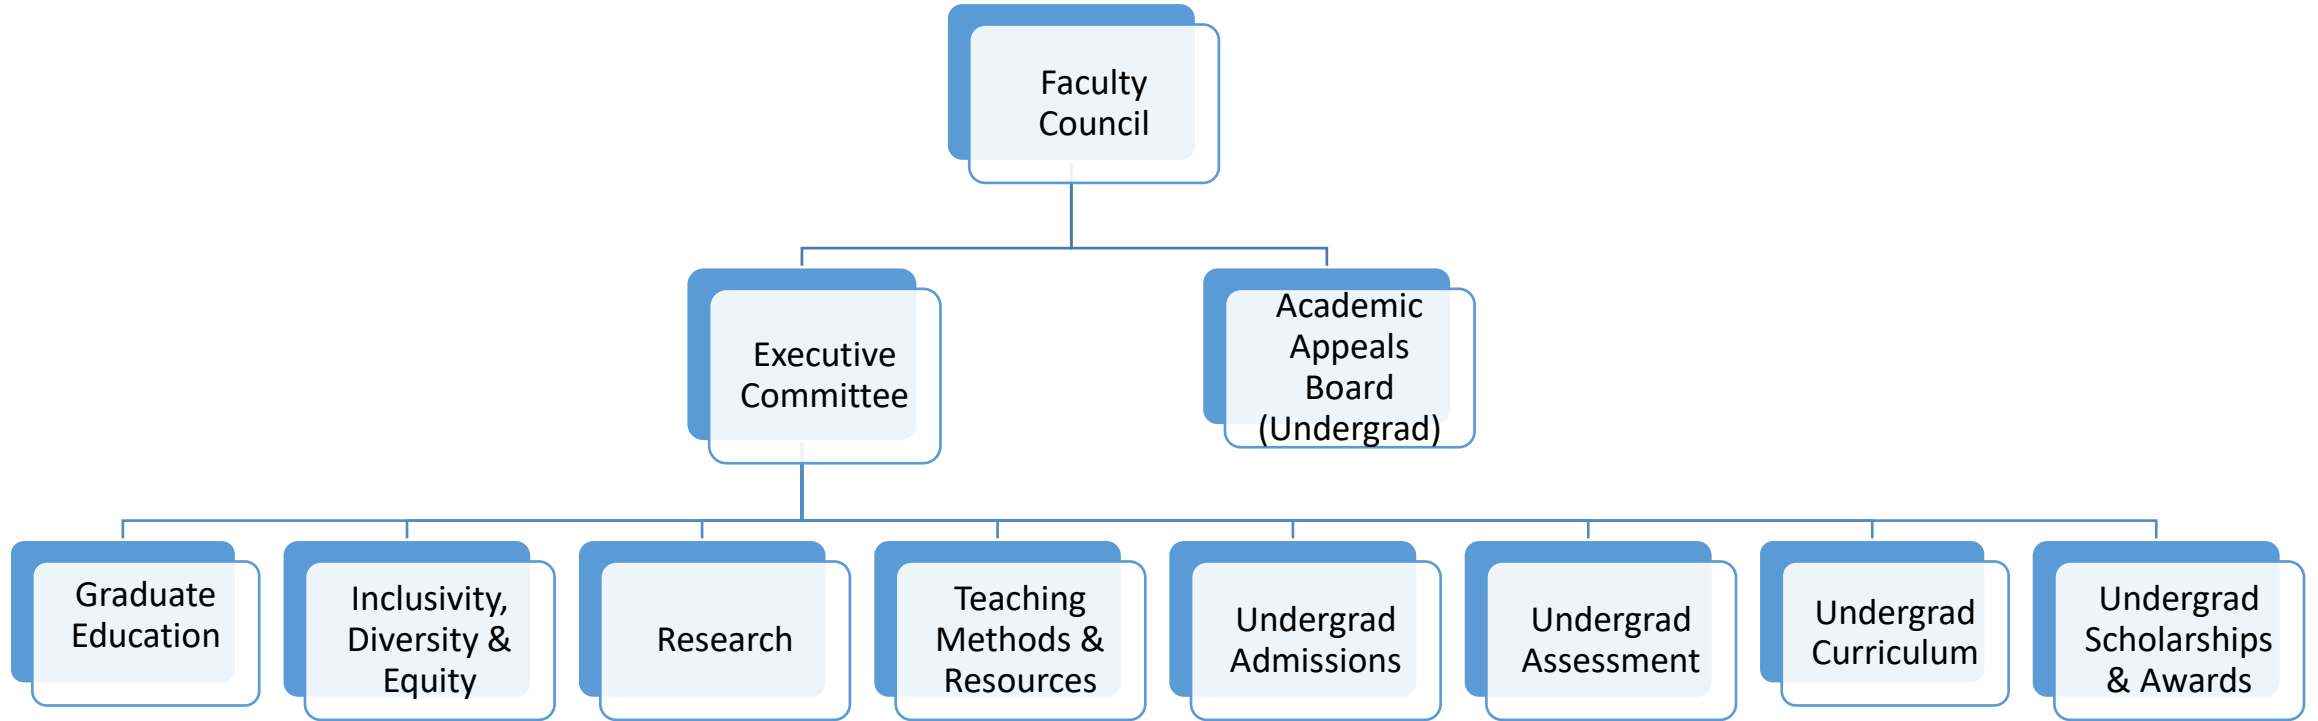 Faculty
Council
Executive
Committee
Academic
Appeals
Board
(Undergrad)
Graduate
Education
Inclusivity,
Diversity &
Equity
Research
Teaching
Methods &
Resources
Undergrad
Admissions
Undergrad
Assessment
Undergrad
Curriculum
Undergrad
Scholarships
& Awards